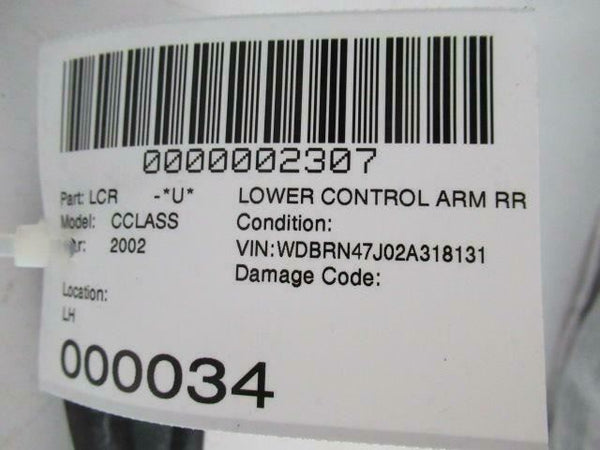 0000002307
Part: LCR -*U* LOWER CONTROL ARM RR
Model: CCLASS Condition:
2002 VIN:WDBRN47J02A318131
Damage Code:
Location:
LH
000034